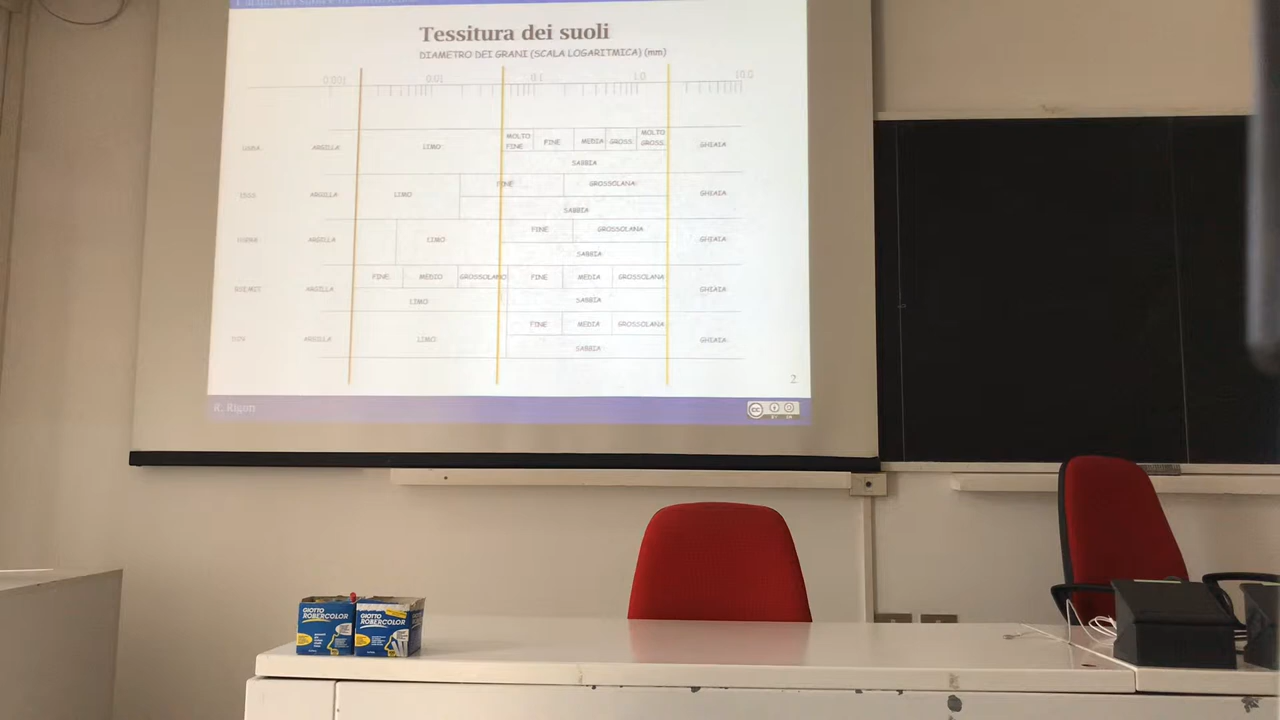 Tessitura dei suoli
DIAMETRO DEI GRANI (SCALA LOGARITMICA) (mm)
0.001 0.01 0.1 1.0 10.0
ARGILLA LIMO MOLTO FINE FINE MEDIA GROSS. MOLTO GROSS. GHIAIA
SABBIA
ISSS ARGILLA LIMO FINE GROSSOLANA GHIAIA
SABBIA
ARGILLA LIMO FINE GROSSOLANA GHIAIA
SABBIA
ARGILLA FINE MEDIO GROSSOLANO FINE MEDIA GROSSOLANA GHIAIA
LIMO SABBIA
ARGILLA LIMO FINE MEDIA GROSSOLANA GHIAIA
SABBIA
2
R. Rigon
cc
GIOTTO
ROBERCOLOR
GIOTTO
ROBERCOLOR